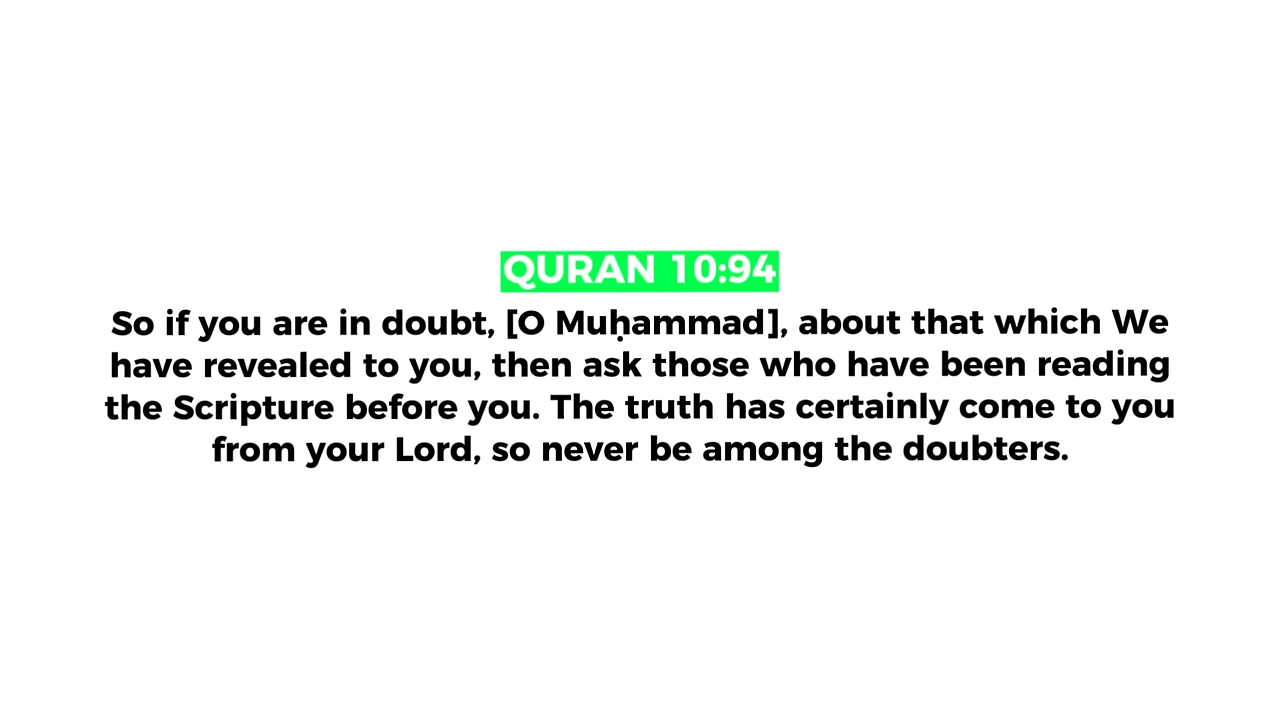 QURAN 10:94
So if you are in doubt, [O Muḥammad], about that which We
have revealed to you, then ask those who have been reading
the Scripture before you. The truth has certainly come to you
from your Lord, so never be among the doubters.